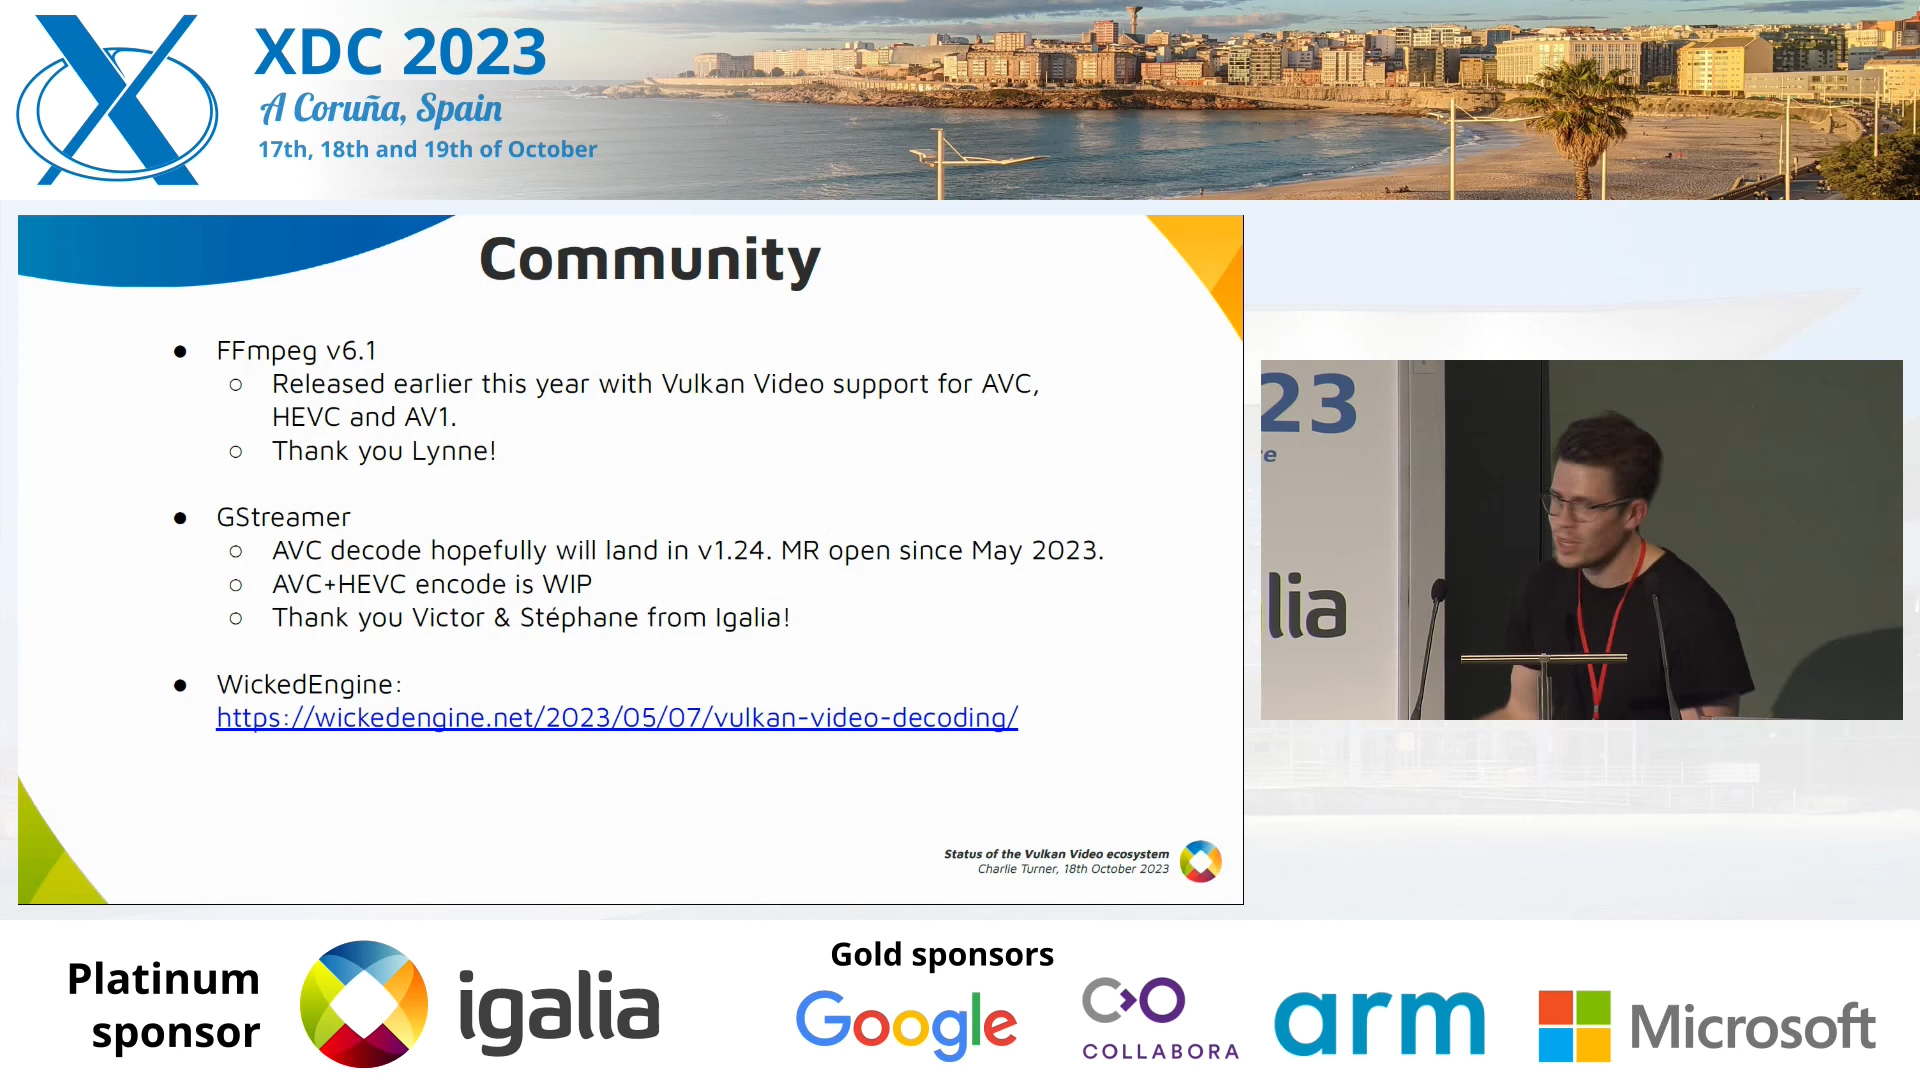 XDC 2023
A Coruña, Spain
17th, 18th and 19th of October
Community
● FFmpeg v6.1
○ Released earlier this year with Vulkan Video support for AVC,
HEVC and AV1.
○ Thank you Lynne!
● GStreamer
○ AVC decode hopefully will land in v1.24. MR open since May 2023.
○ AVC+HEVC encode is WIP
○ Thank you Victor & Stéphane from Igalia!
● WickedEngine:
https://wickedengine.net/2023/05/07/vulkan-video-decoding/
Status of the Vulkan Video ecosystem
Charlie Turner, 18th October 2023
23
e
lia
Platinum
sponsor
igalia
Gold sponsors
Google
COLLABORA
arm
Microsoft